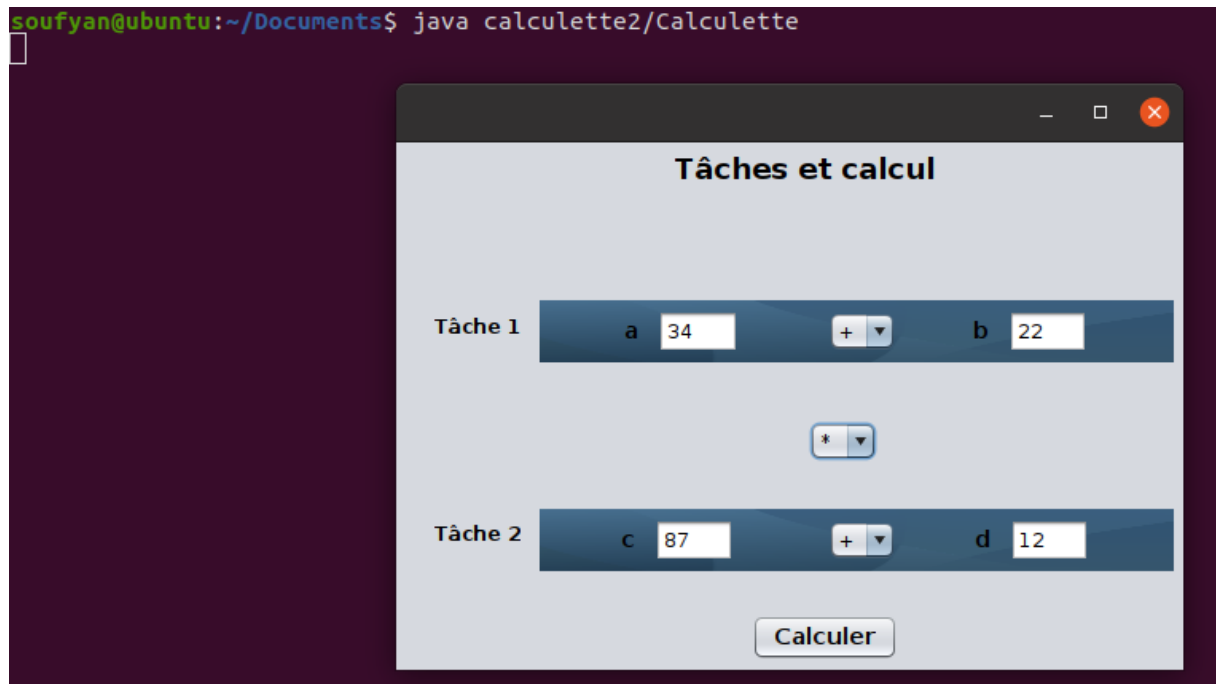 soufyan@ubuntu:~/Documents$ java calculette2/Calculette
Tâches et calcul
Tâche 1 a 34 + b 22
*
Tâche 2 c 87 + d 12
Calculer